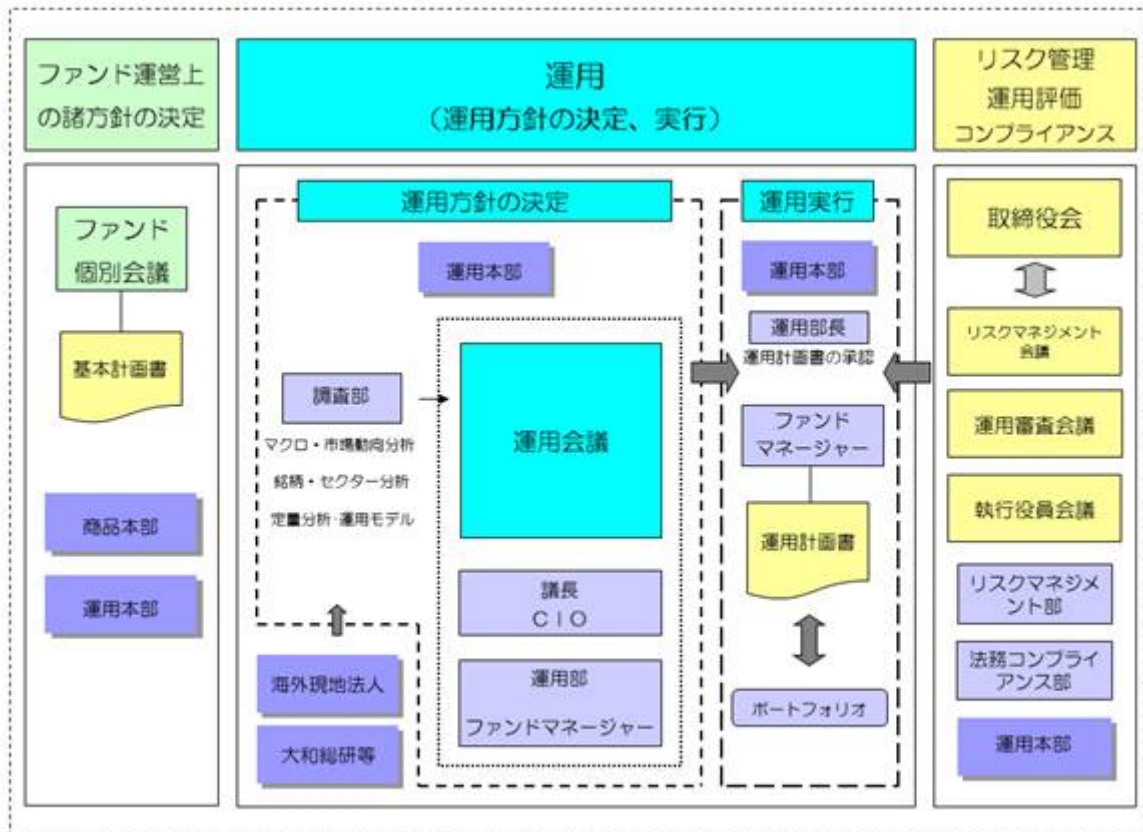 ファンド運営上
の諸方針の決定
運用
(運用方針の決定、実行)
リスク管理
運用評価
コンプライアンス
ファンド
個別会議
基本計画書
商品本部
運用本部
運用方針の決定
運用本部
調査部
マクロ・市場動向分析
銘柄・セクター分析
定量分析・運用モデル
運用会議
議長
CIO
運用部
ファンドマネージャー
海外現地法人
大和総研等
運用実行
運用本部
運用部長
運用計画書の承認
ファンド
マネージャー
運用計画書
ポートフォリオ
取締役会
リスクマネジメント
会議
運用審査会議
執行役員会議
リスクマネジメ
ント部
法務コンプライ
アンス部
運用本部